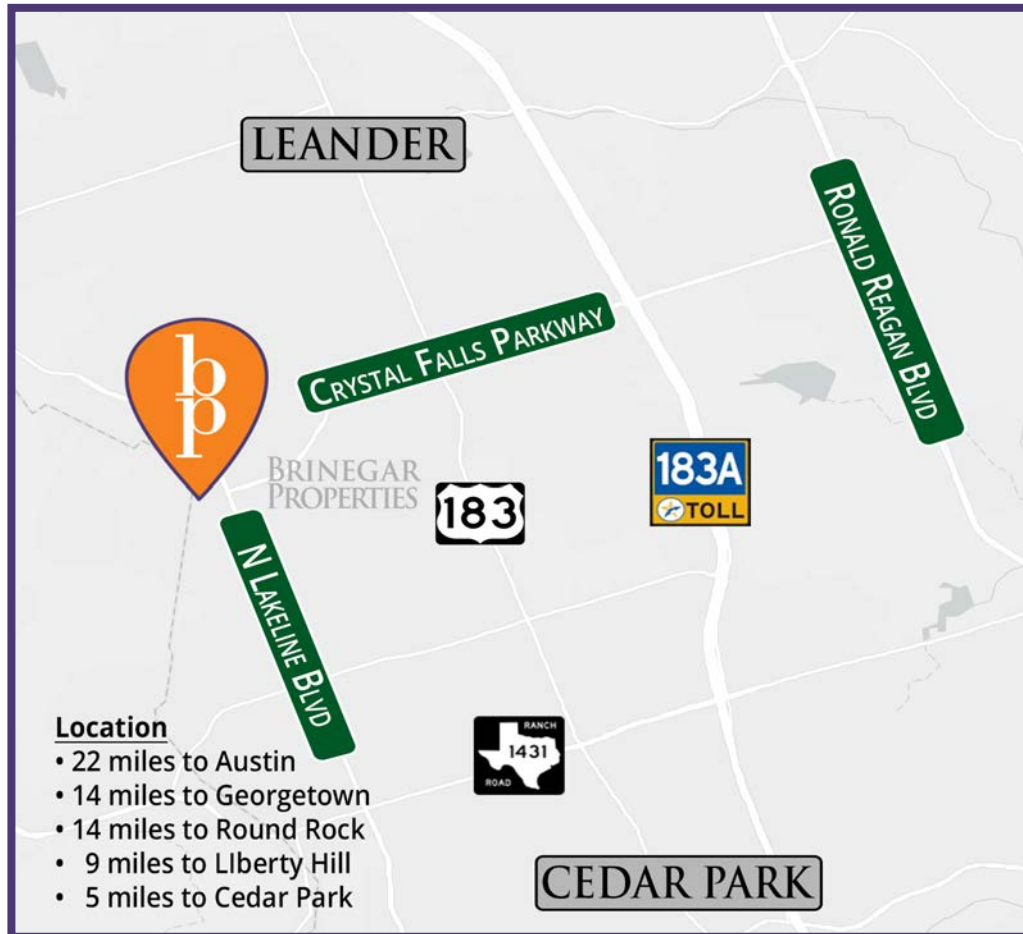 LEANDER
RONALD REAGAN BLVD
CRYSTAL FALLS PARKWAY
b
p
BRINEGAR
PROPERTIES
183
183A
TOLL
N LAKELINE BLVD
RANCH
1431
ROAD
Location
• 22 miles to Austin
• 14 miles to Georgetown
• 14 miles to Round Rock
• 9 miles to LIberty Hill
• 5 miles to Cedar Park
CEDAR PARK